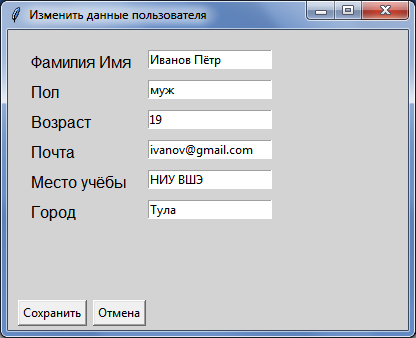 Изменить данные пользователя
Фамилия Имя Иванов Пётр
Пол муж
Возраст 19
Почта ivanov@gmail.com
Место учёбы НИУ ВШЭ
Город Тула
Сохранить Отмена